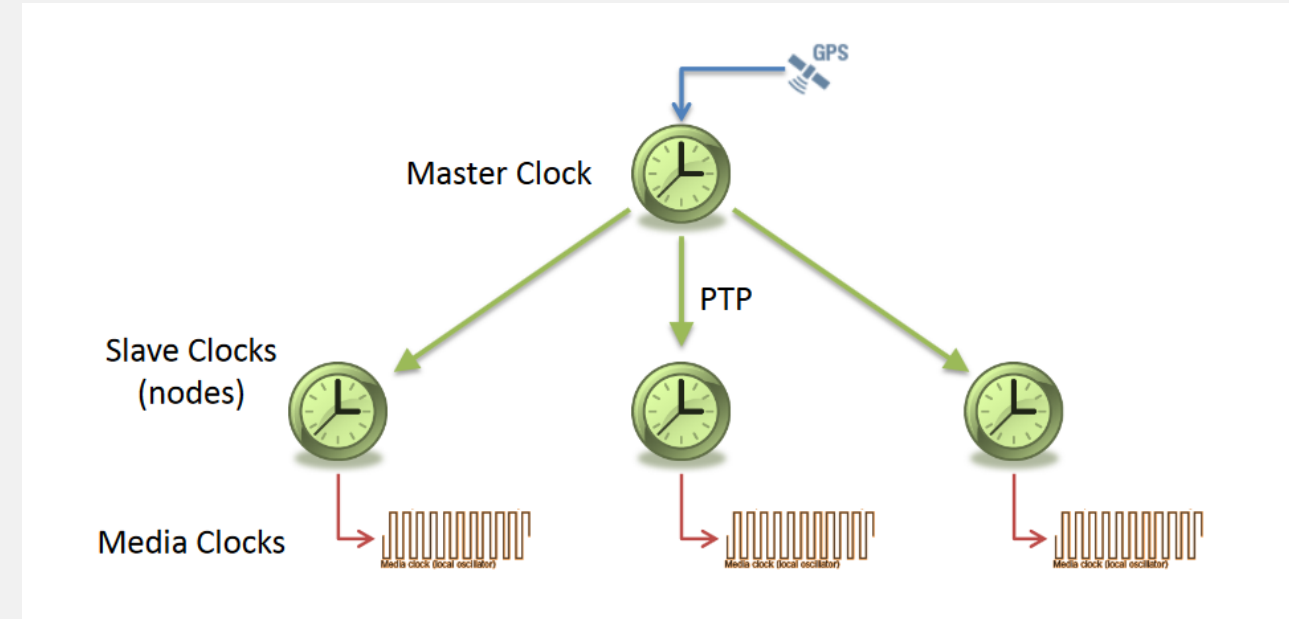 GPS
Master Clock
PTP
Slave Clocks
(nodes)
Media Clocks
Media clock (local oscillator)
Media clock (local oscillator)
Media clock (local oscillator)